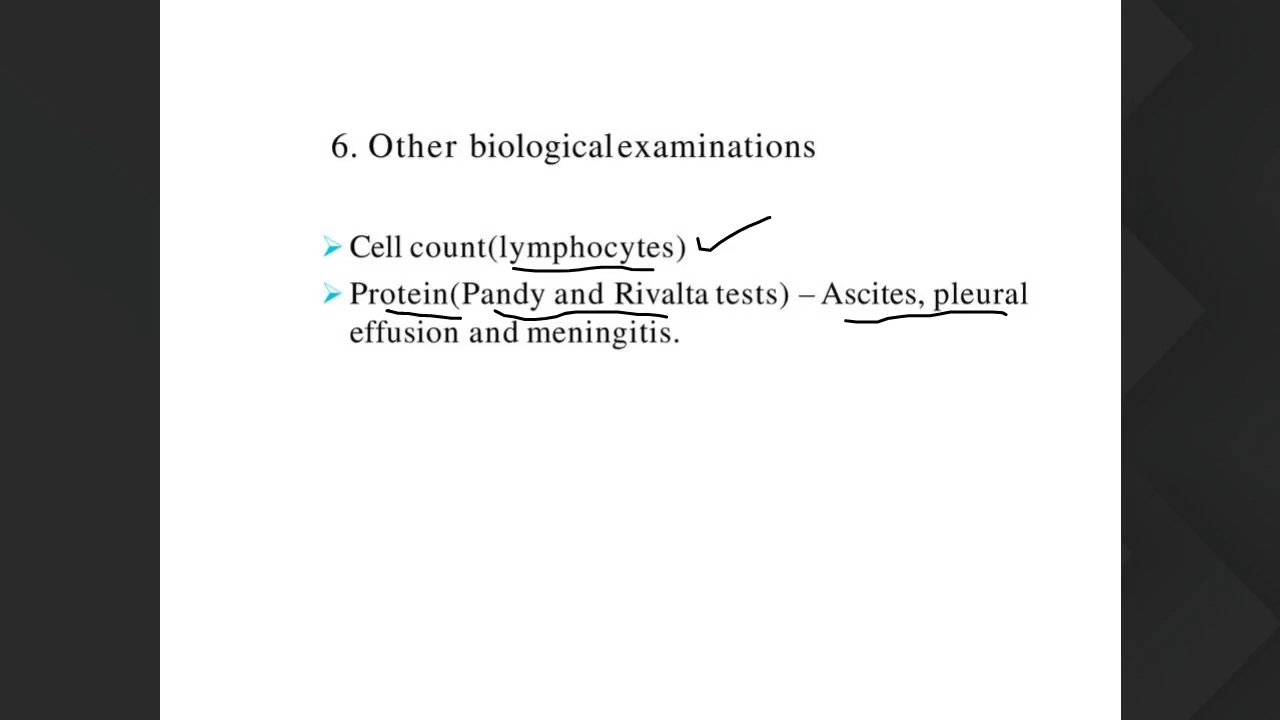 6. Other biological examinations
Cell count(lymphocytes)
Protein(Pandy and Rivalta tests) – Ascites, pleural
effusion and meningitis.